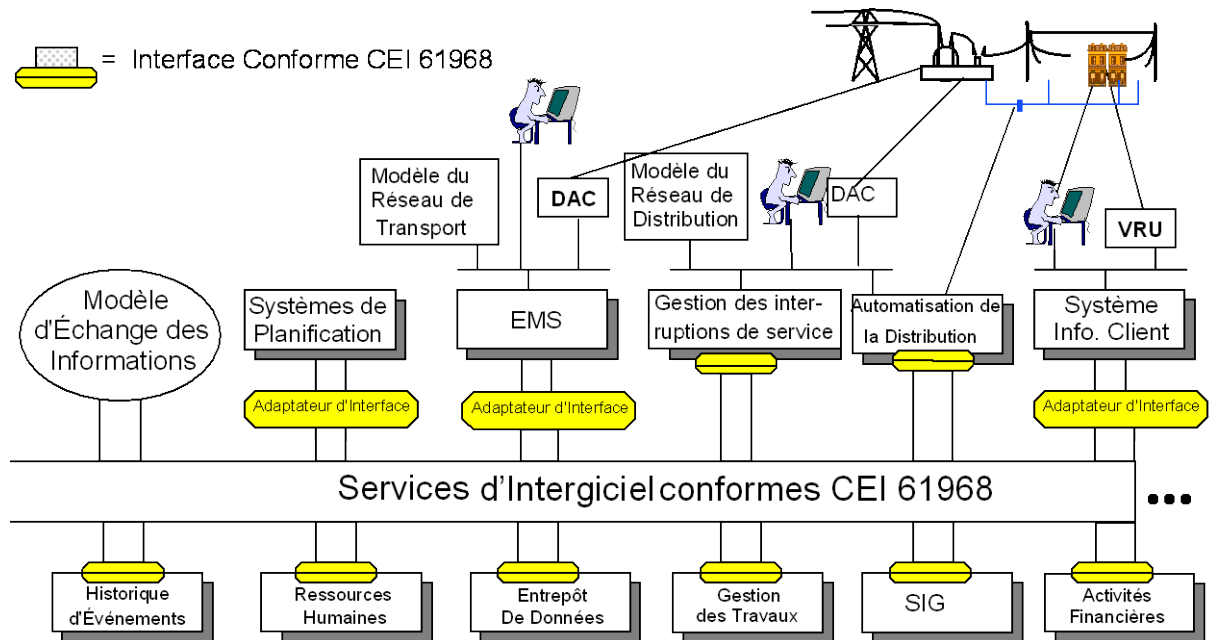 = Interface Conforme CEI 61968
Modèle du
Réseau de
Transport
DAC
Modèle du
Réseau de
Distribution
DAC
VRU
Modèle
d'Échange des
Informations
Systèmes de
Planification
EMS
Gestion des inter-
ruptions de service
Automatisation de
la Distribution
Système
Info. Client
Adaptateur d'Interface
Adaptateur d'Interface
Adaptateur d'Interface
Services d'Intergiciel conformes CEI 61968
...
Historique
d'Événements
Ressources
Humaines
Entrepôt
De Données
Gestion
des Travaux
SIG
Activités
Financières